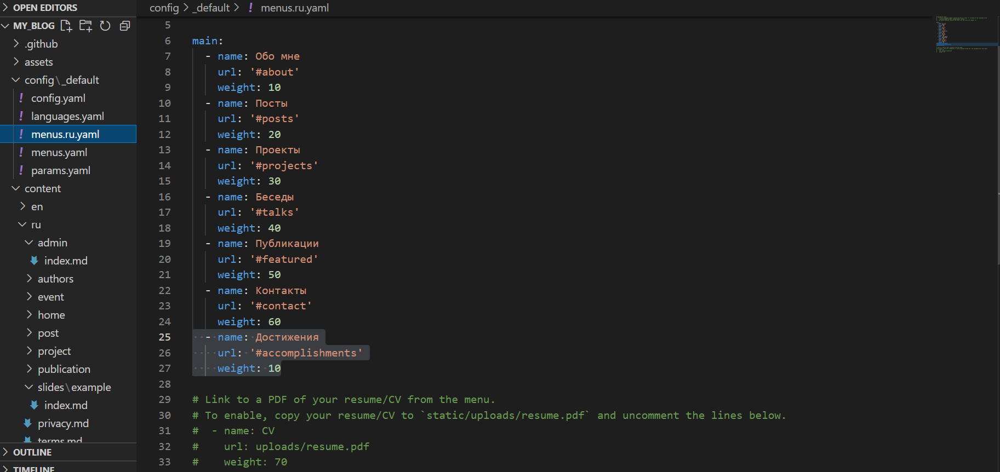 OPEN EDITORS
MY_BLOG
.github
assets
config\_default
config.yaml
languages.yaml
menus.ru.yaml
menus.yaml
params.yaml
content
en
ru
admin
index.md
authors
event
home
post
project
publication
slides\example
index.md
privacy.md
terms.md
OUTLINE
TIMELINE
config > _default > ! menus.ru.yaml
5
6 main:
7 - name: Обо мне
8 url: '#about'
9 weight: 10
10 - name: Посты
11 url: '#posts'
12 weight: 20
13 - name: Проекты
14 url: '#projects'
15 weight: 30
16 - name: Беседы
17 url: '#talks'
18 weight: 40
19 - name: Публикации
20 url: '#featured'
21 weight: 50
22 - name: Контакты
23 url: '#contact'
24 weight: 60
25 - name: Достижения
26 url: '#accomplishments'
27 weight: 10
28
29 # Link to a PDF of your resume/CV from the menu.
30 # To enable, copy your resume/CV to `static/uploads/resume.pdf` and uncomment the lines below.
31 # - name: CV
32 # url: uploads/resume.pdf
33 # weight: 70